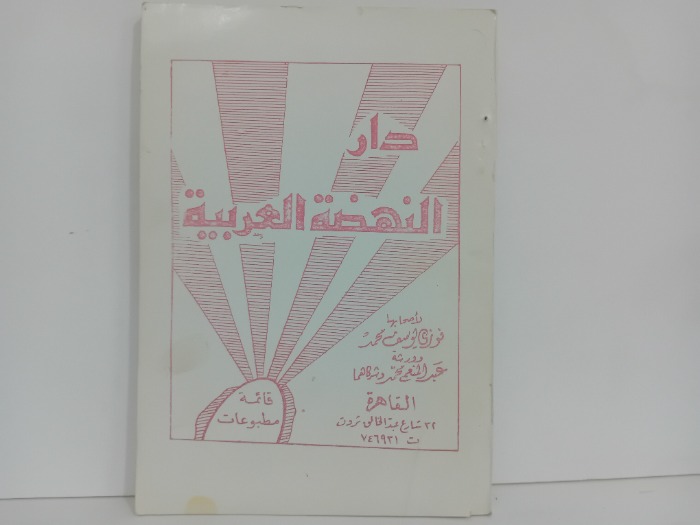 دار
النهضة العربية
لأصحابها
فوزي يوسف محمد
وورثة
عبد المنعم محمد وشركاهما
القاهرة
٣٢ شارع عبد الخالق ثروت
ت ٧٤٦٩٣١
قائمة
مطبوعات